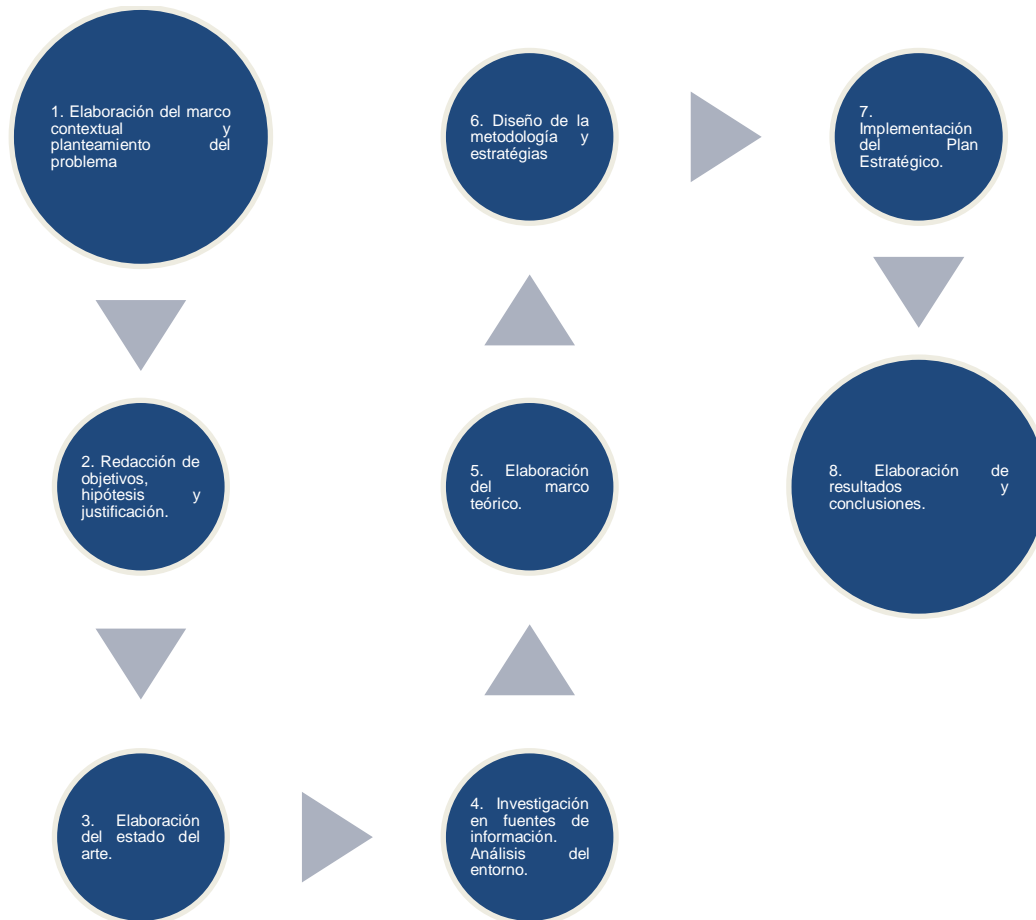 1. Elaboración del marco
contextual y
planteamiento del
problema
2. Redacción de
objetivos,
hipótesis y
justificación.
3. Elaboración
del estado del
arte.
4. Investigación
en fuentes de
información.
Análisis del
entorno.
5. Elaboración
del marco
teórico.
6. Diseño de la
metodología y
estratégias
7.
Implementación
del Plan
Estratégico.
8. Elaboración de
resultados y
conclusiones.